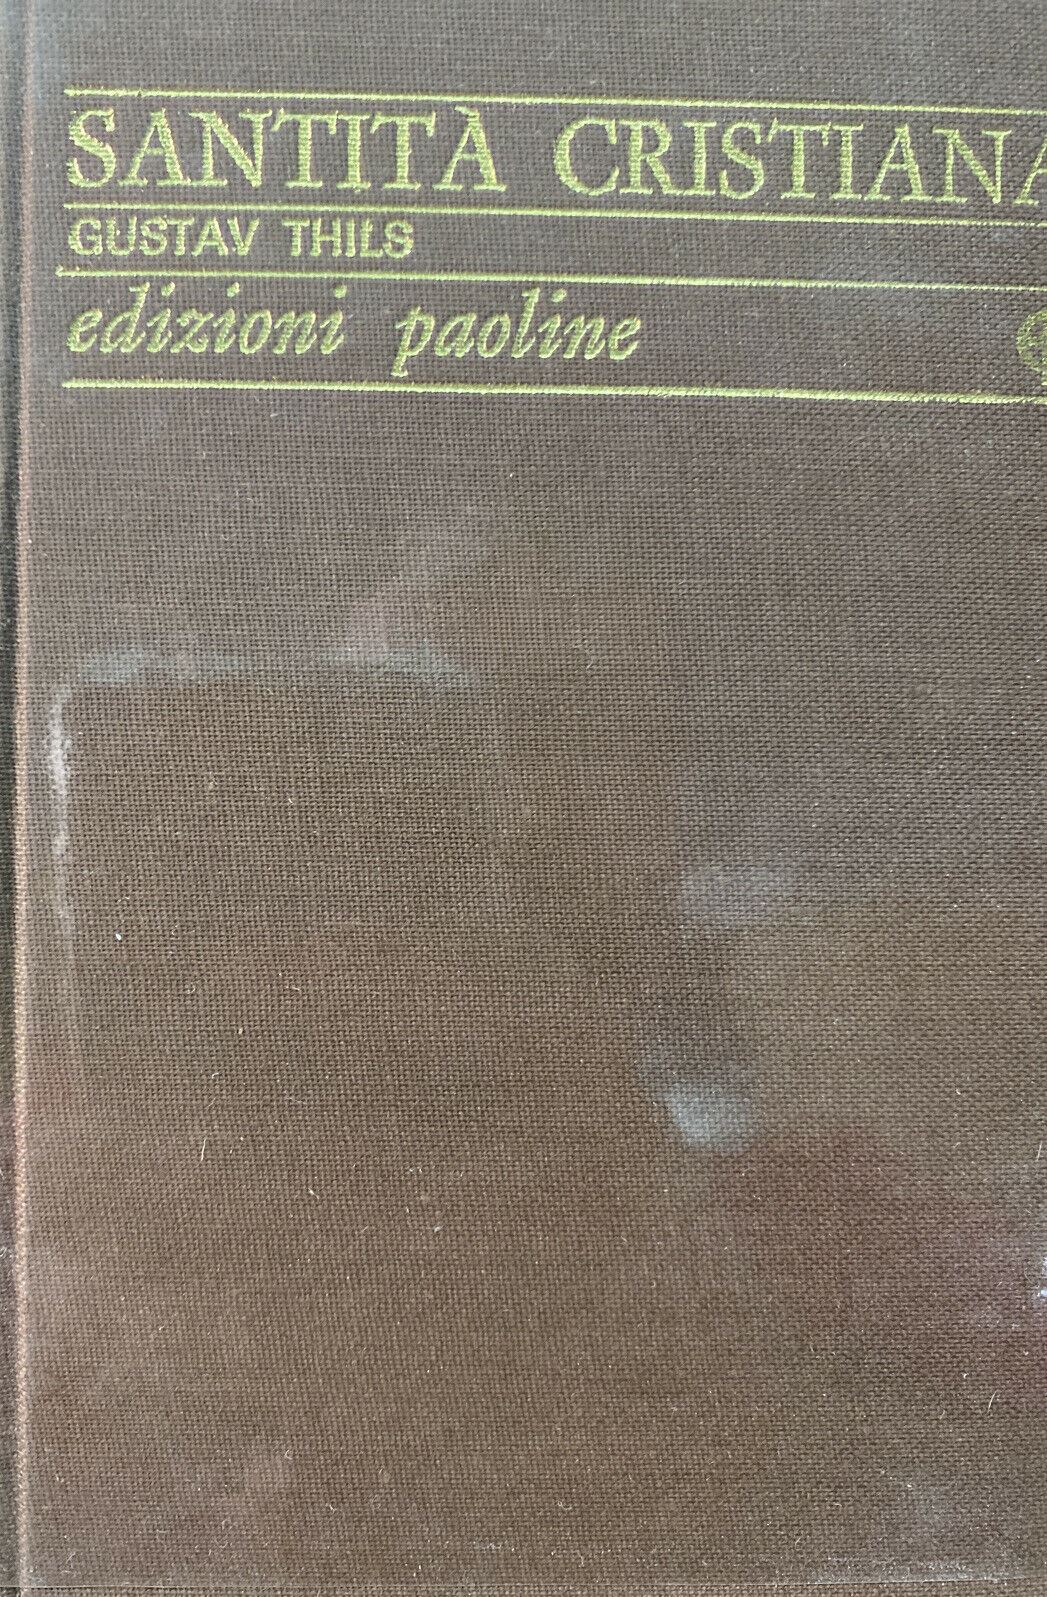 SANTITÀ CRISTIANA
GUSTAV THILS
edizioni paoline